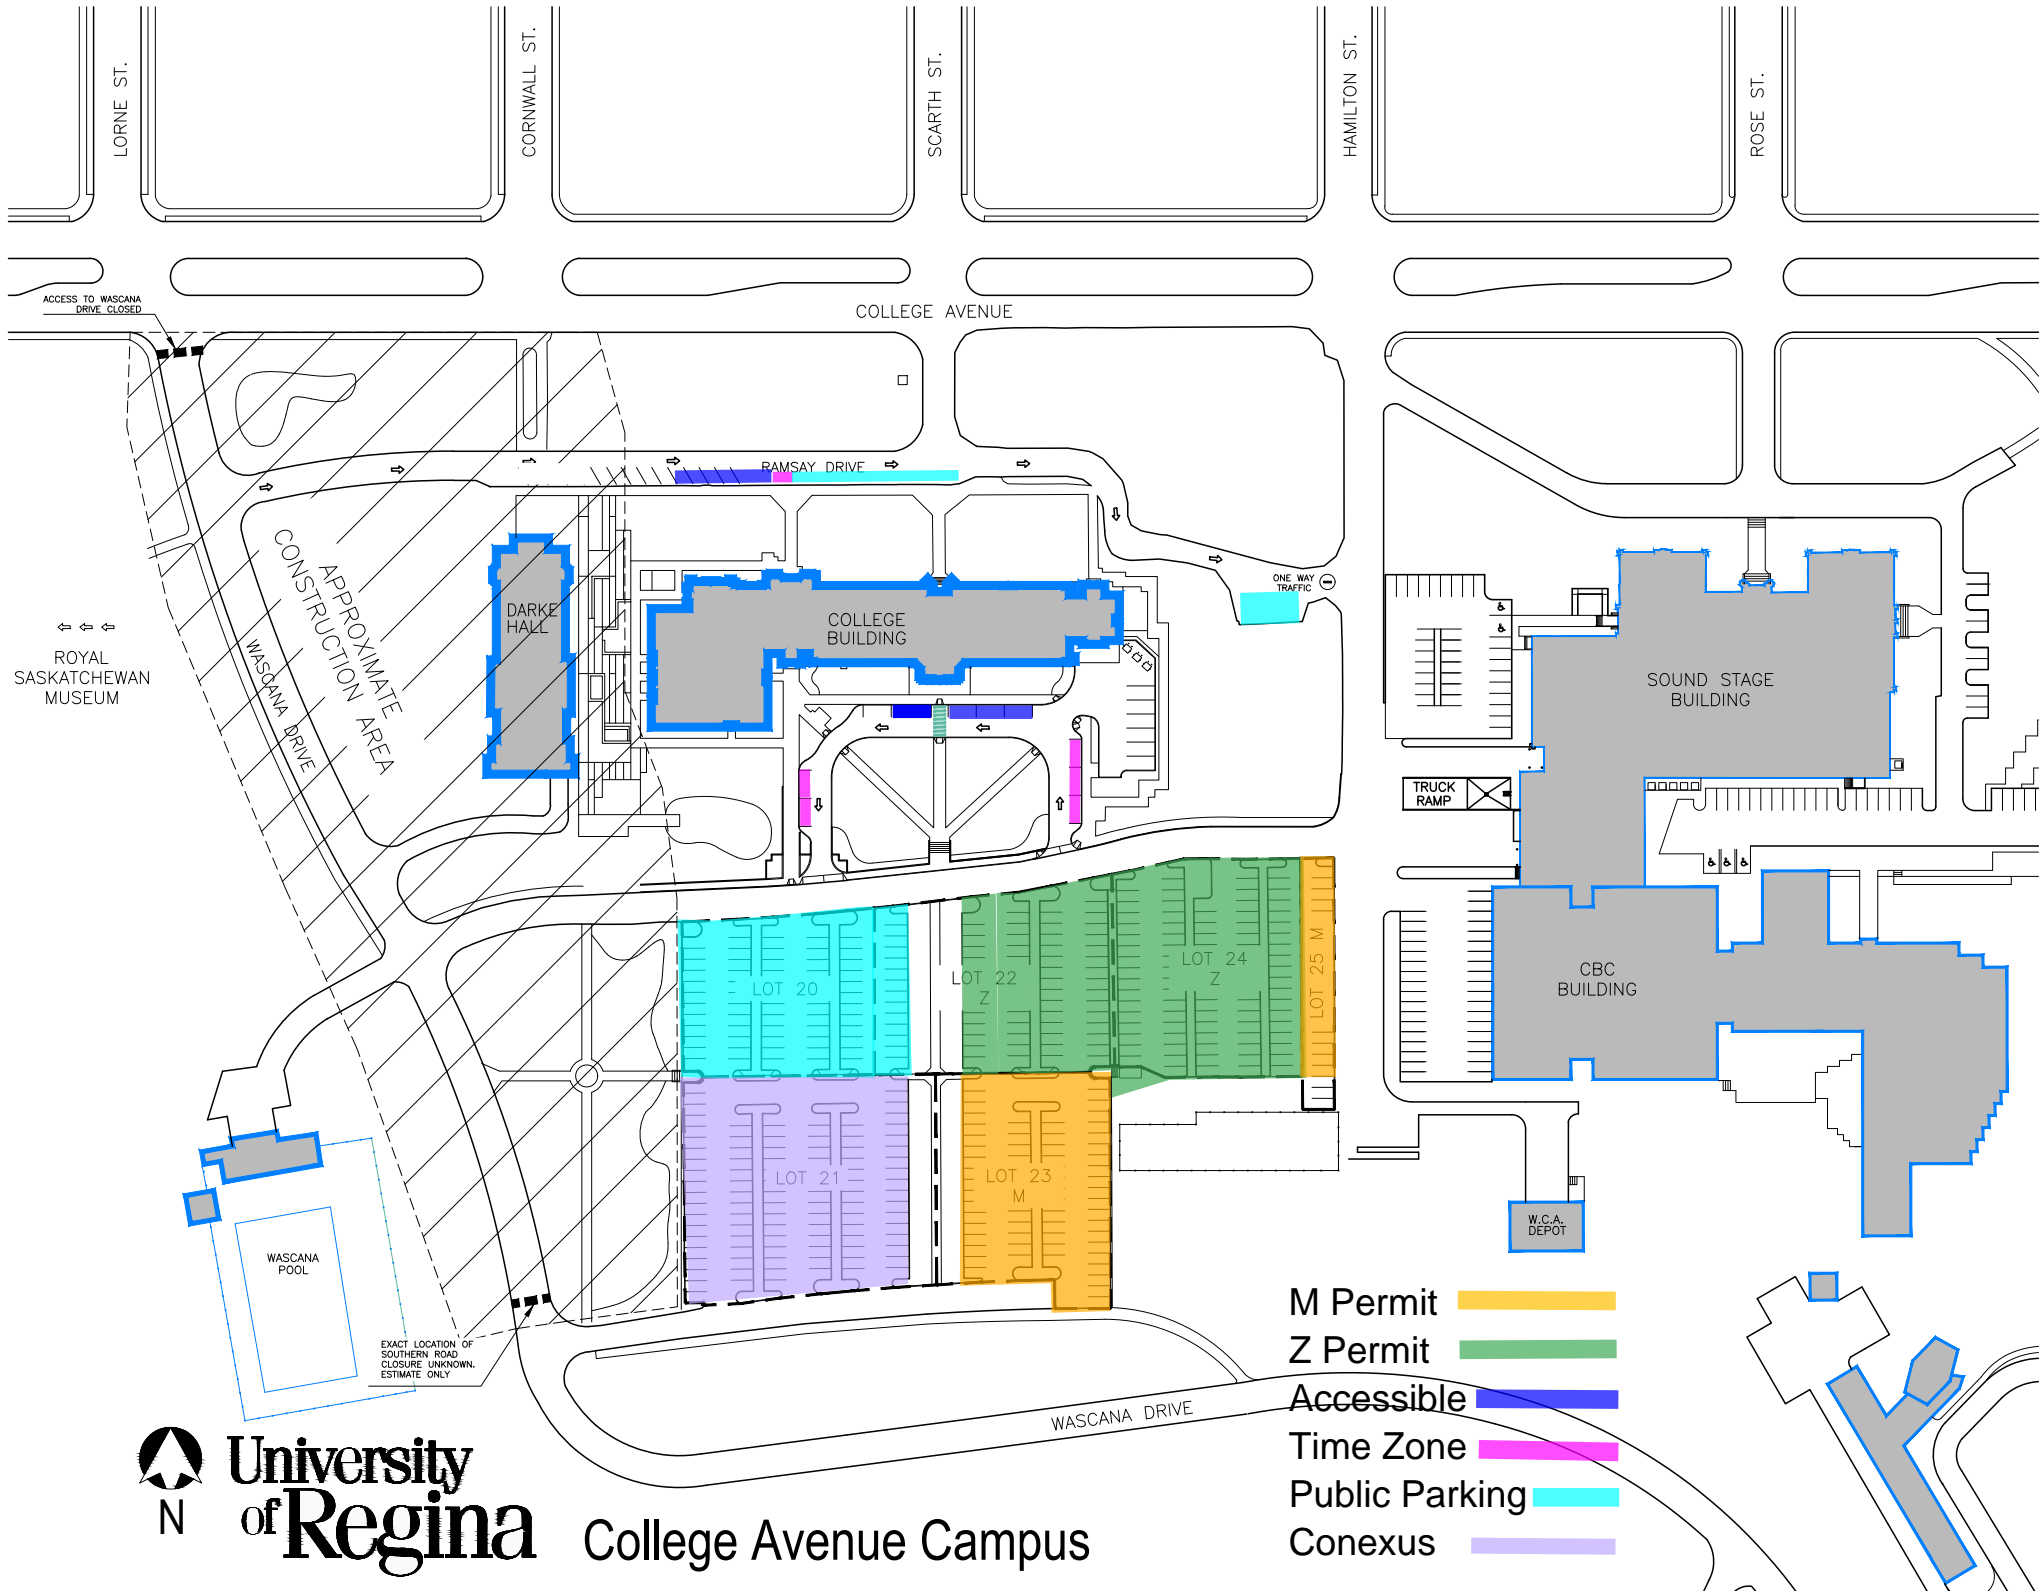 LORNE ST.
CORNWALL ST.
SCARTH ST.
HAMILTON ST.
ROSE ST.
ACCESS TO WASCANA
DRIVE CLOSED
COLLEGE AVENUE
RAMSAY DRIVE
APPROXIMATE
CONSTRUCTION AREA
WASCANA DRIVE
ROYAL
SASKATCHEWAN
MUSEUM
DARKE
HALL
COLLEGE
BUILDING
ONE WAY
TRAFFIC
SOUND STAGE
BUILDING
TRUCK
RAMP
LOT 20
LOT 22
Z
LOT 24
Z
LOT 25 M
CBC
BUILDING
LOT 21
LOT 23
M
W.C.A.
DEPOT
WASCANA
POOL
EXACT LOCATION OF
SOUTHERN ROAD
CLOSURE UNKNOWN.
ESTIMATE ONLY
WASCANA DRIVE
M Permit
Z Permit
Accessible
Time Zone
Public Parking
Conexus
N
University
of Regina
College Avenue Campus